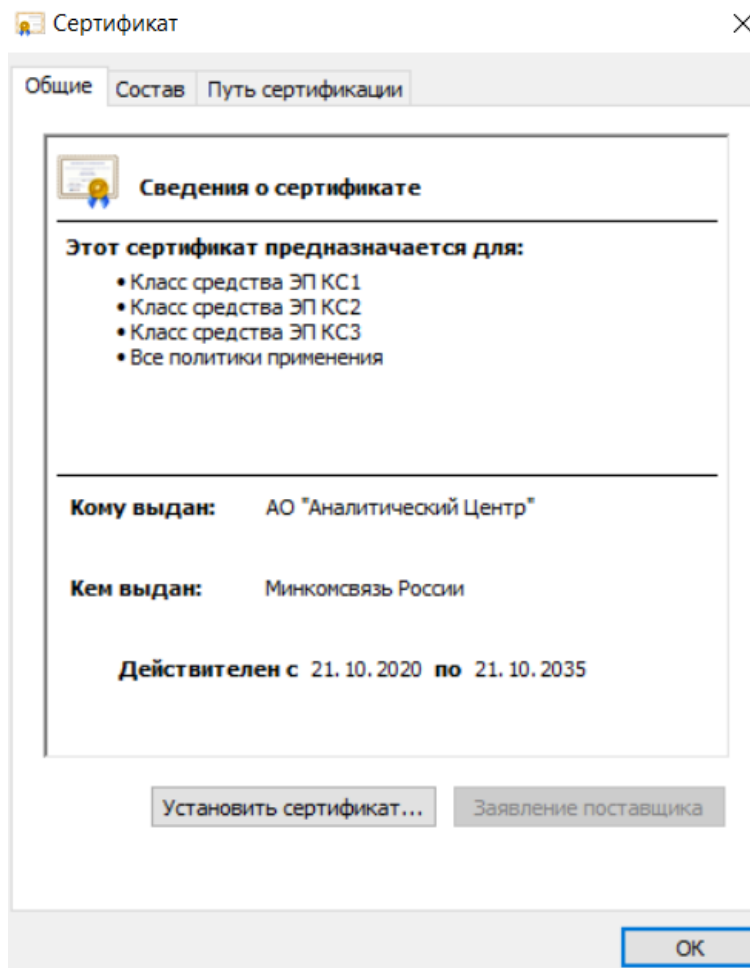 Сертификат
Общие Состав Путь сертификации
Сведения о сертификате
Этот сертификат предназначается для:
• Класс средства ЭП КС1
• Класс средства ЭП КС2
• Класс средства ЭП КС3
• Все политики применения
Кому выдан: АО "Аналитический Центр"
Кем выдан: Минкомсвязь России
Действителен с 21.10.2020 по 21.10.2035
Установить сертификат... Заявление поставщика
ОК